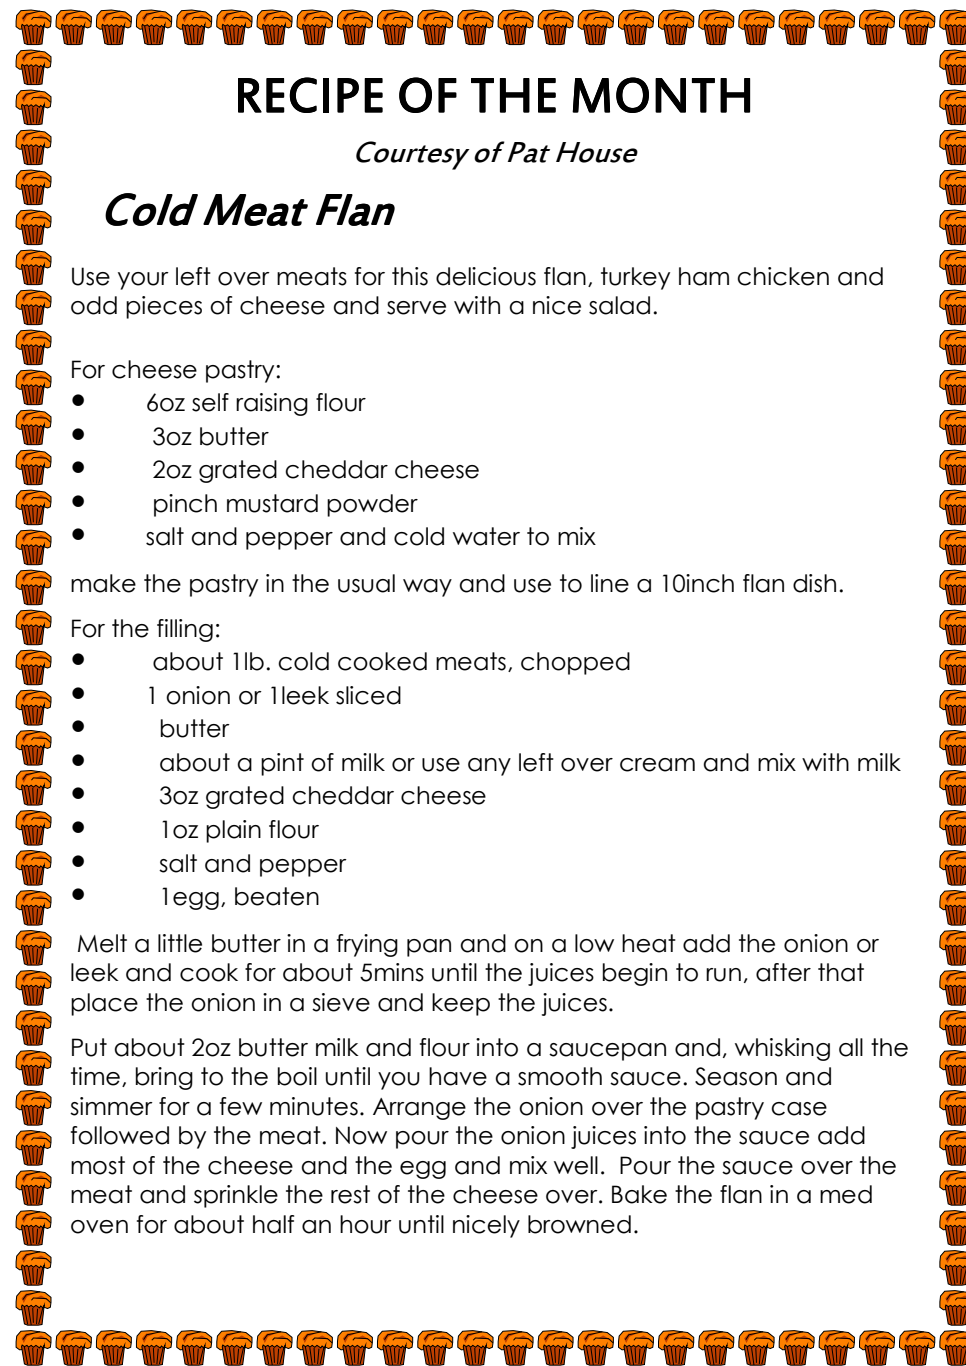 RECIPE OF THE MONTH
Courtesy of Pat House
Cold Meat Flan
Use your left over meats for this delicious flan, turkey ham chicken and
odd pieces of cheese and serve with a nice salad.
For cheese pastry:
• 6oz self raising flour
• 3oz butter
• 2oz grated cheddar cheese
• pinch mustard powder
• salt and pepper and cold water to mix
make the pastry in the usual way and use to line a 10inch flan dish.
For the filling:
• about 1lb. cold cooked meats, chopped
• 1 onion or 1leek sliced
• butter
• about a pint of milk or use any left over cream and mix with milk
• 3oz grated cheddar cheese
• 1oz plain flour
• salt and pepper
• 1egg, beaten
Melt a little butter in a frying pan and on a low heat add the onion or
leek and cook for about 5mins until the juices begin to run, after that
place the onion in a sieve and keep the juices.
Put about 2oz butter milk and flour into a saucepan and, whisking all the
time, bring to the boil until you have a smooth sauce. Season and
simmer for a few minutes. Arrange the onion over the pastry case
followed by the meat. Now pour the onion juices into the sauce add
most of the cheese and the egg and mix well.  Pour the sauce over the
meat and sprinkle the rest of the cheese over. Bake the flan in a med
oven for about half an hour until nicely browned.